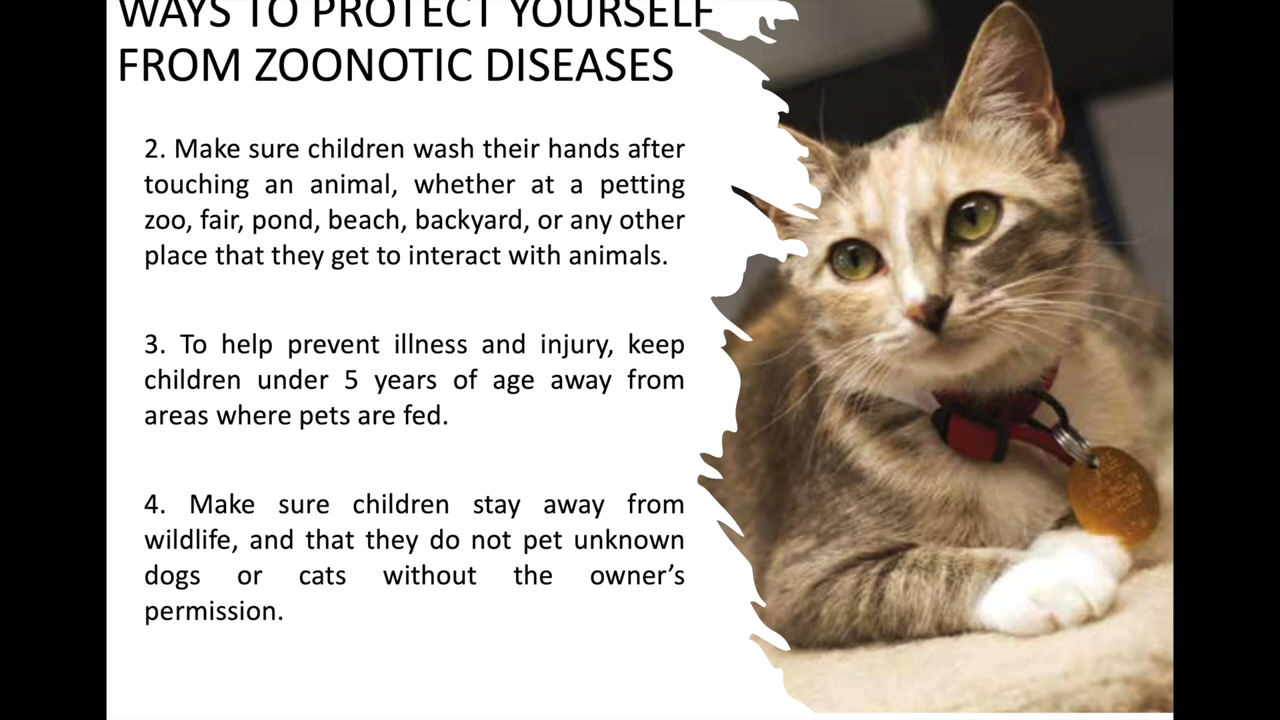 WAYS TO PROTECT YOURSELF
FROM ZOONOTIC DISEASES
2. Make sure children wash their hands after
touching an animal, whether at a petting
zoo, fair, pond, beach, backyard, or any other
place that they get to interact with animals.
3. To help prevent illness and injury, keep
children under 5 years of age away from
areas where pets are fed.
4. Make sure children stay away from
wildlife, and that they do not pet unknown
dogs or cats without the owner’s
permission.